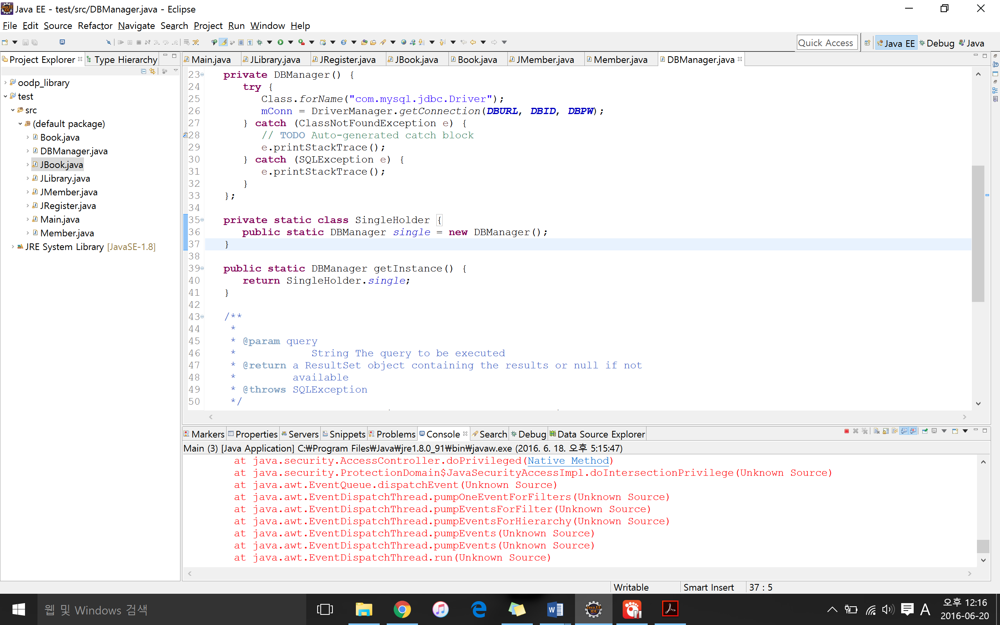 Java EE - test/src/DBManager.java - Eclipse
File Edit Source Refactor Navigate Search Project Run Window Help
Quick Access
Java EE Debug Java
Project Explorer Type Hierarchy
Main.java JLibrary.java JRegister.java JBook.java Book.java JMember.java Member.java DBManager.java
oodp_library
test
src
(default package)
Book.java
DBManager.java
JBook.java
JLibrary.java
JMember.java
JRegister.java
Main.java
Member.java
JRE System Library [JavaSE-1.8]
23 private DBManager() {
24 try {
25 Class.forName("com.mysql.jdbc.Driver");
26 mConn = DriverManager.getConnection(DBURL, DBID, DBPW);
27 } catch (ClassNotFoundException e) {
28 // TODO Auto-generated catch block
29 e.printStackTrace();
30 } catch (SQLException e) {
31 e.printStackTrace();
32 }
33 };
34
35 private static class SingleHolder {
36 public static DBManager single = new DBManager();
37 }
38
39 public static DBManager getInstance() {
40 return SingleHolder.single;
41 }
42
43 /**
44 *
45 * @param query
46 * String The query to be executed
47 * @return a ResultSet object containing the results or null if not
48 * available
49 * @throws SQLException
50 */
Markers Properties Servers Snippets Problems Console Search Debug Data Source Explorer
Main (3) [Java Application] C:₩Program Files₩Java₩jre1.8.0_91₩bin₩javaw.exe (2016. 6. 18. 오후 5:15:47)
at java.security.AccessController.doPrivileged(Native Method)
at java.security.ProtectionDomain$JavaSecurityAccessImpl.doIntersectionPrivilege(Unknown Source)
at java.awt.EventQueue.dispatchEvent(Unknown Source)
at java.awt.EventDispatchThread.pumpOneEventForFilters(Unknown Source)
at java.awt.EventDispatchThread.pumpEventsForFilter(Unknown Source)
at java.awt.EventDispatchThread.pumpEventsForHierarchy(Unknown Source)
at java.awt.EventDispatchThread.pumpEvents(Unknown Source)
at java.awt.EventDispatchThread.pumpEvents(Unknown Source)
at java.awt.EventDispatchThread.run(Unknown Source)
Writable Smart Insert 37 : 5
웹 및 Windows 검색
A
오후 12:16
2016-06-20